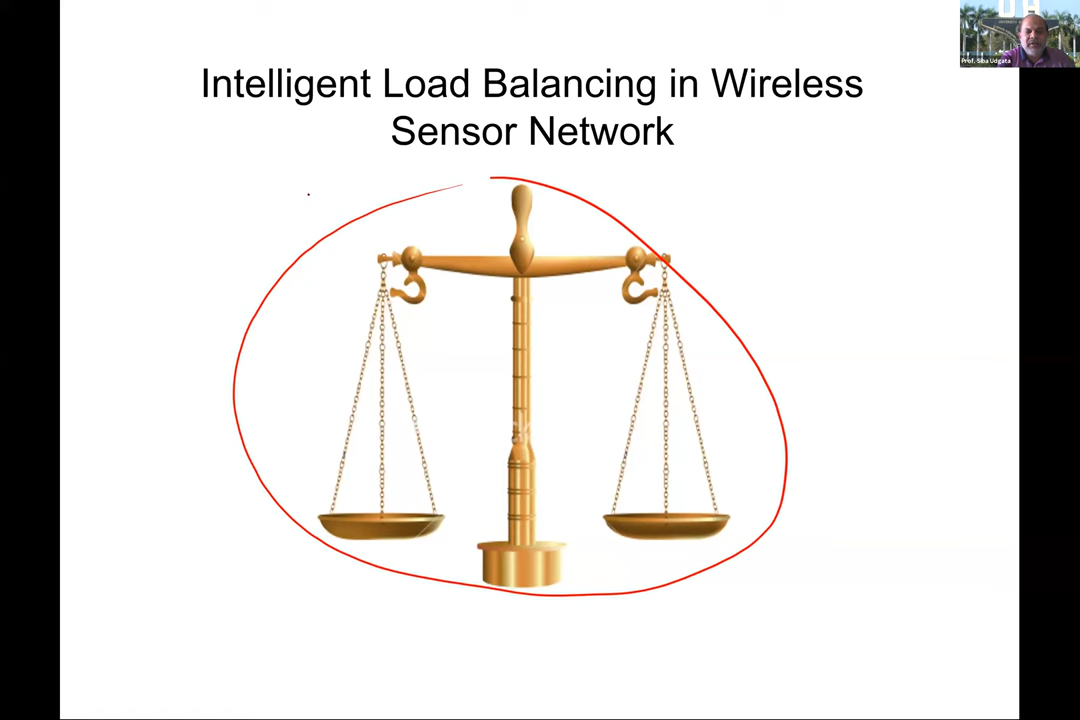 Intelligent Load Balancing in Wireless
Sensor Network
Prof. Siba Udgata